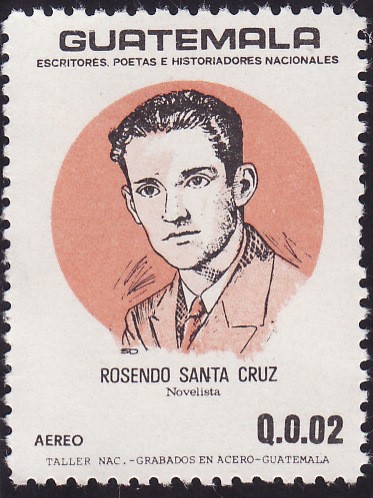 GUATEMALA
ESCRITORES, POETAS E HISTORIADORES NACIONALES
SD
ROSENDO SANTA CRUZ
Novelista
AEREO Q.0.02
TALLER NAC.-GRABADOS EN ACERO-GUATEMALA